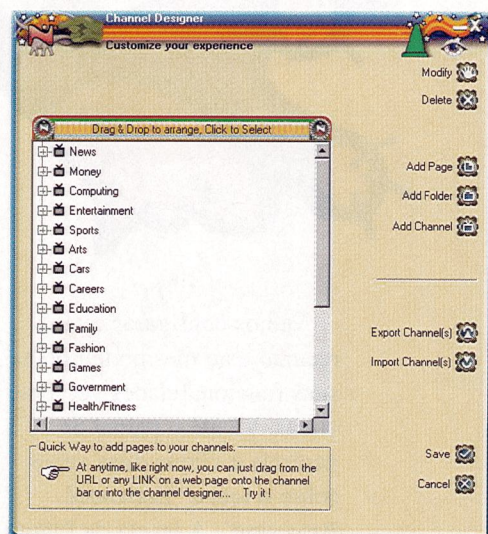 Channel Designer
Customize your experience
Modify
Delete
Drag & Drop to arrange, Click to Select
News
Money
Computing
Entertainment
Sports
Arts
Cars
Careers
Education
Family
Fashion
Games
Government
Health/Fitness
Add Page
Add Folder
Add Channel
Export Channel(s)
Import Channel(s)
Quick Way to add pages to your channels.
At anytime, like right now, you can just drag from the
URL or any LINK on a web page onto the channel
bar or into the channel designer... Try it !
Save
Cancel